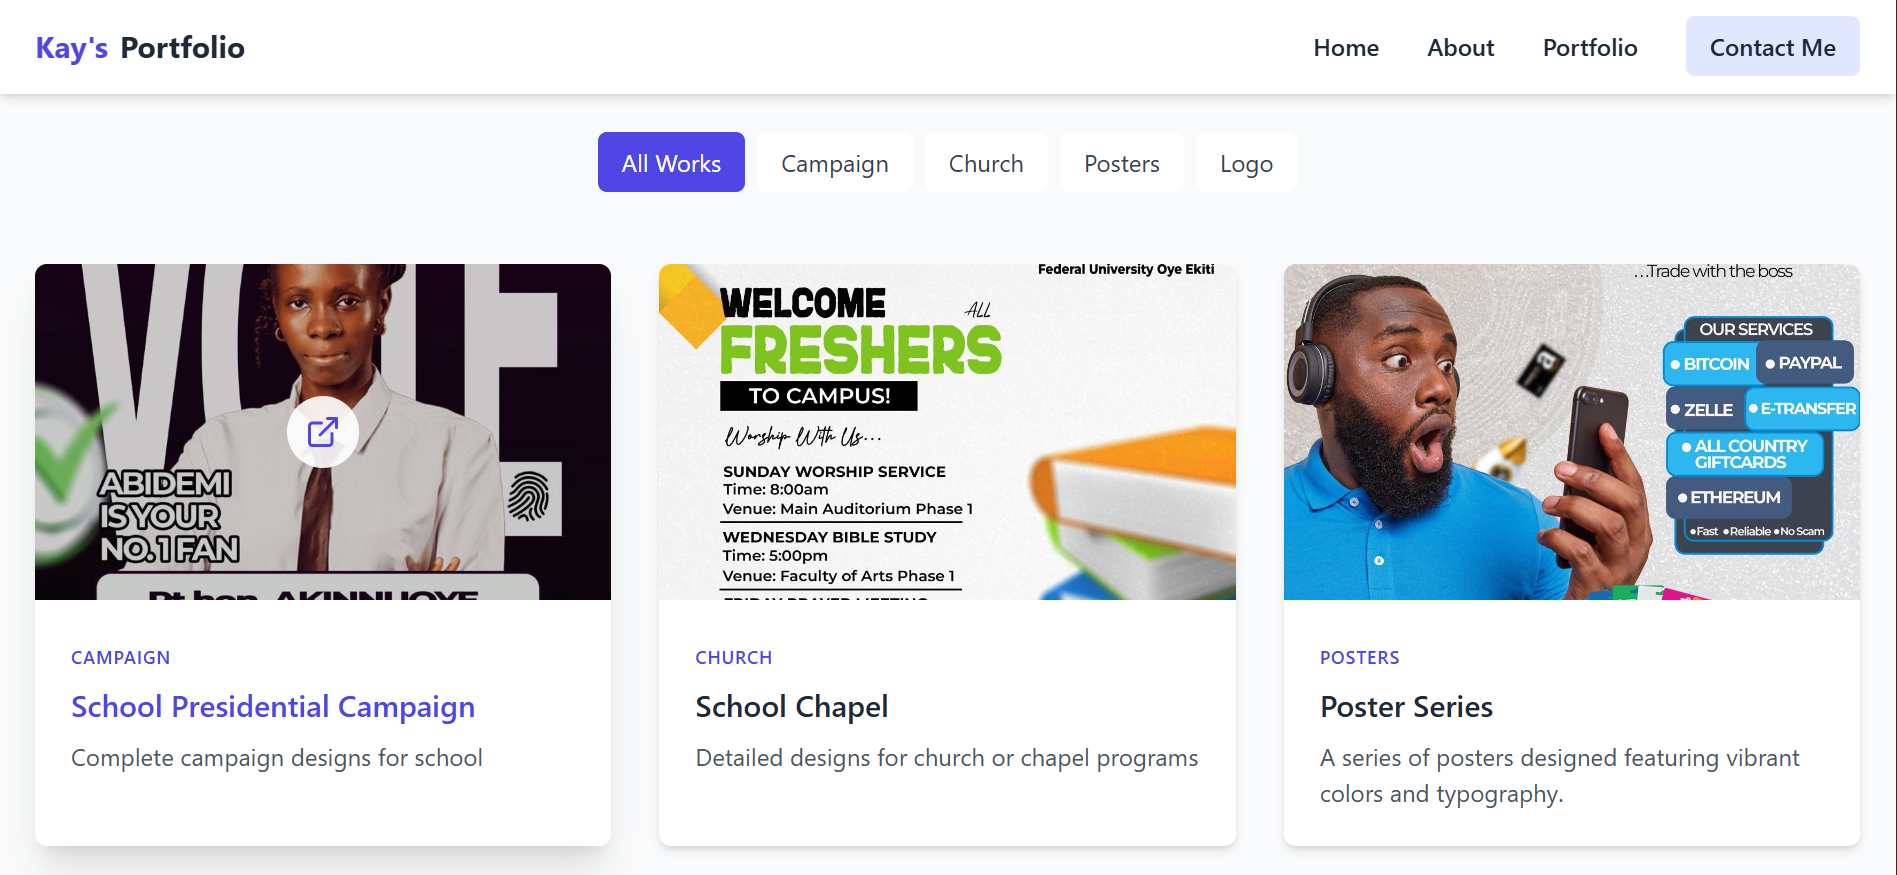 Kay's Portfolio
Home
About
Portfolio
Contact Me
All Works
Campaign
Church
Posters
Logo
VOTE
ABIDEMI
IS YOUR
NO. 1 FAN
CAMPAIGN
School Presidential Campaign
Complete campaign designs for school
Federal University Oye Ekiti
WELCOME
ALL
FRESHERS
TO CAMPUS!
Worship With Us...
SUNDAY WORSHIP SERVICE
Time: 8:00am
Venue: Main Auditorium Phase 1
WEDNESDAY BIBLE STUDY
Time: 5:00pm
Venue: Faculty of Arts Phase 1
FRIDAY PRAYER MEETING
CHURCH
School Chapel
Detailed designs for church or chapel programs
...Trade with the boss
OUR SERVICES
BITCOIN
PAYPAL
ZELLE
E-TRANSFER
ALL COUNTRY
GIFTCARDS
ETHEREUM
•Fast •Reliable •No Scam
POSTERS
Poster Series
A series of posters designed featuring vibrant
colors and typography.